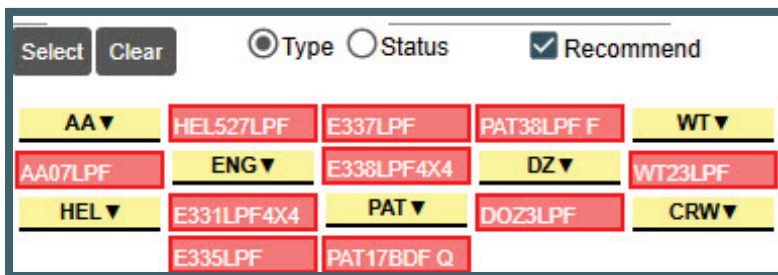 Select Clear Type Status Recommend
AA▼ HEL527LPF E337LPF PAT38LPF F WT▼
AA07LPF ENG▼ E338LPF4X4 DZ▼ WT23LPF
HEL▼ E331LPF4X4 PAT▼ DOZ3LPF CRW▼
E335LPF PAT17BDF Q